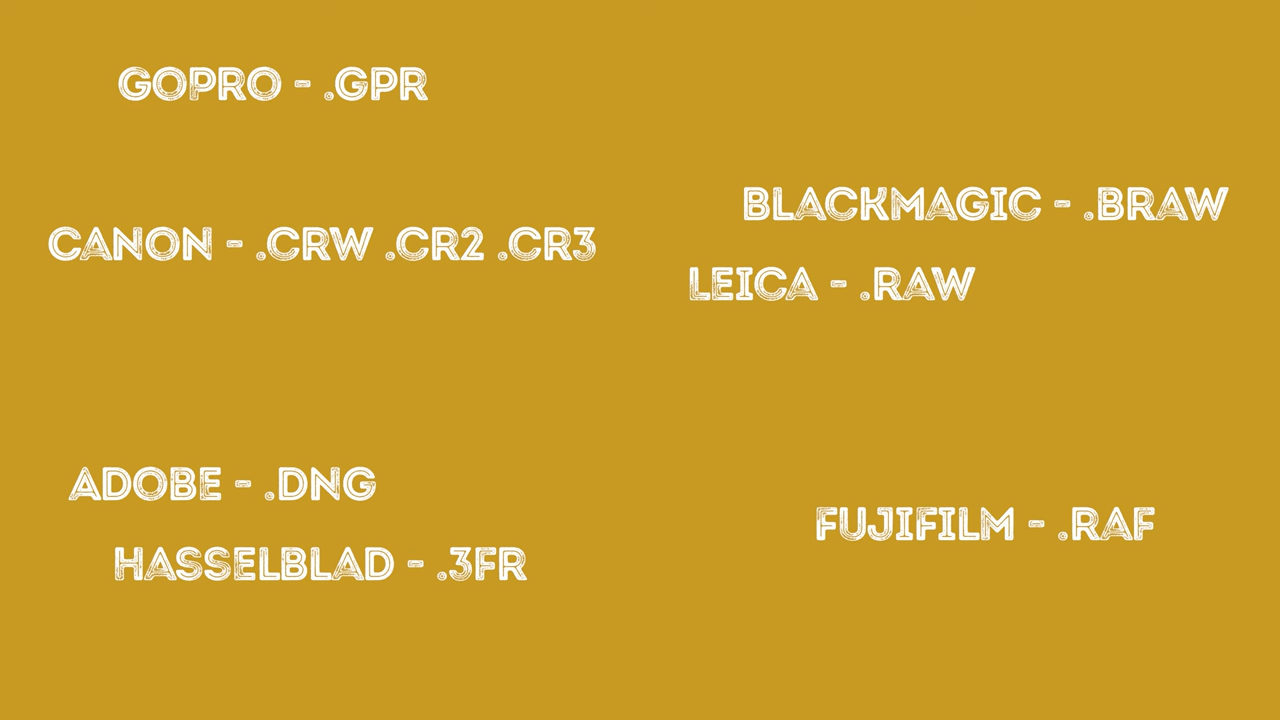 GOPRO - .GPR
CANON - .CRW .CR2 .CR3
BLACKMAGIC - .BRAW
LEICA - .RAW
ADOBE - .DNG
HASSELBLAD - .3FR
FUJIFILM - .RAF